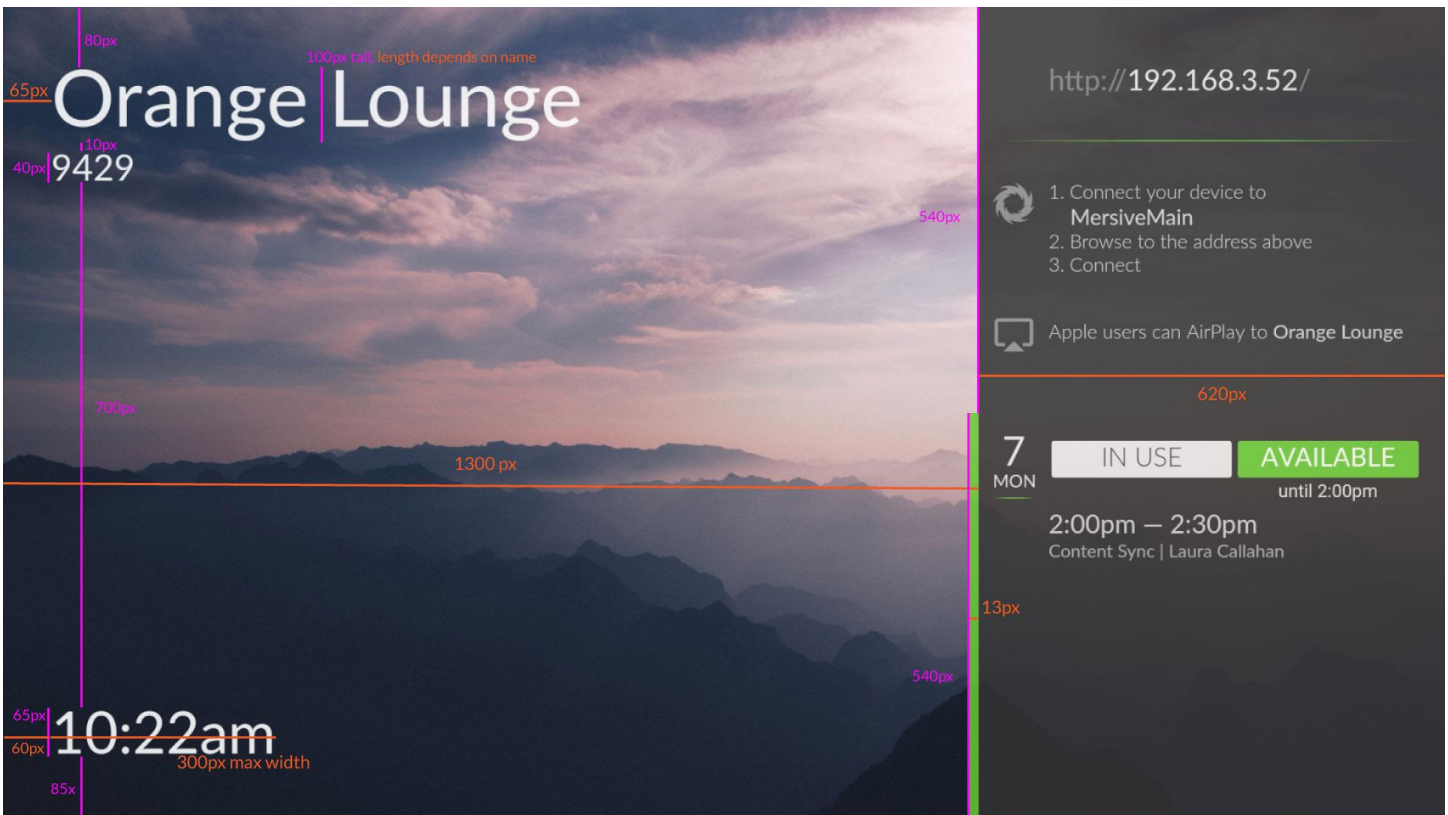 80px
100px tall, length depends on name
65px
Orange Lounge
10px
40px
9429
540px
700px
1300 px
540px
65px
10:22am
60px
300px max width
85x
http://192.168.3.52/
1. Connect your device to
MersiveMain
2. Browse to the address above
3. Connect
Apple users can AirPlay to Orange Lounge
620px
7
MON
IN USE
AVAILABLE
until 2:00pm
2:00pm — 2:30pm
Content Sync | Laura Callahan
13px